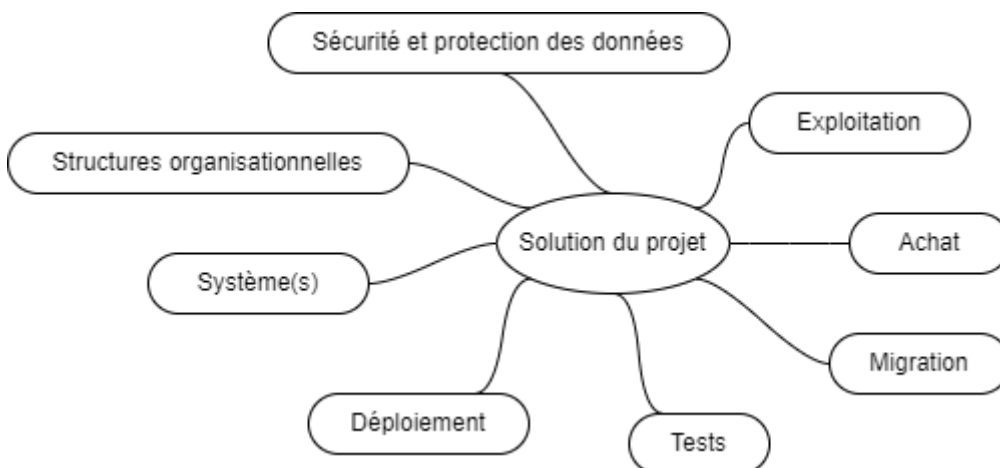 Sécurité et protection des données
Exploitation
Structures organisationnelles
Solution du projet
Achat
Système(s)
Migration
Déploiement
Tests